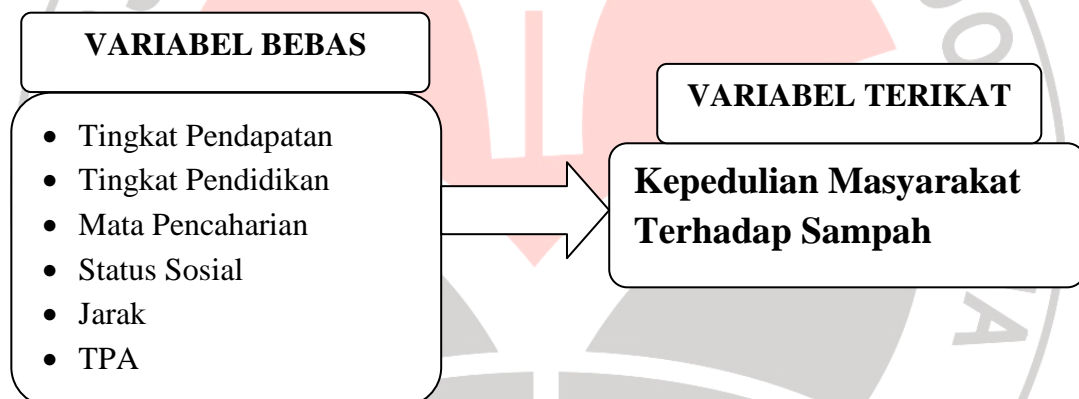 VARIABEL BEBAS
• Tingkat Pendapatan
• Tingkat Pendidikan
• Mata Pencaharian
• Status Sosial
• Jarak
• TPA
VARIABEL TERIKAT
Kepedulian Masyarakat
Terhadap Sampah